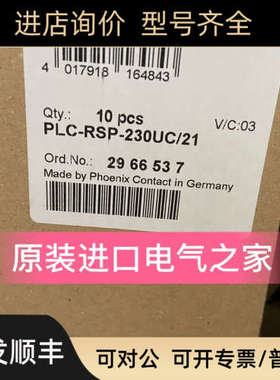 进店询价 型号齐全
4 017918 164843
Qty.: 10 pcs V/C:03
PLC-RSP-230UC/21
Ord.No.: 29 66 53 7
Made by Phoenix Contact in Germany
原装进口电气之家
发顺丰
可对公 可开专票/普